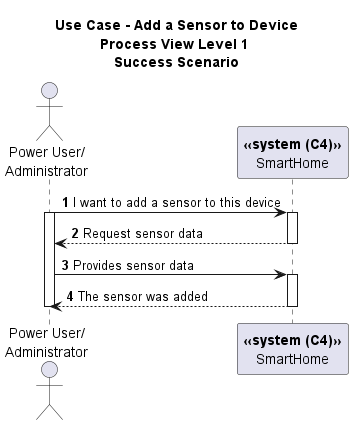 Use Case - Add a Sensor to Device
Process View Level 1
Success Scenario
Power User/
Administrator
«system (C4)»
SmartHome
1 I want to add a sensor to this device
2 Request sensor data
3 Provides sensor data
4 The sensor was added
Power User/
Administrator
«system (C4)»
SmartHome